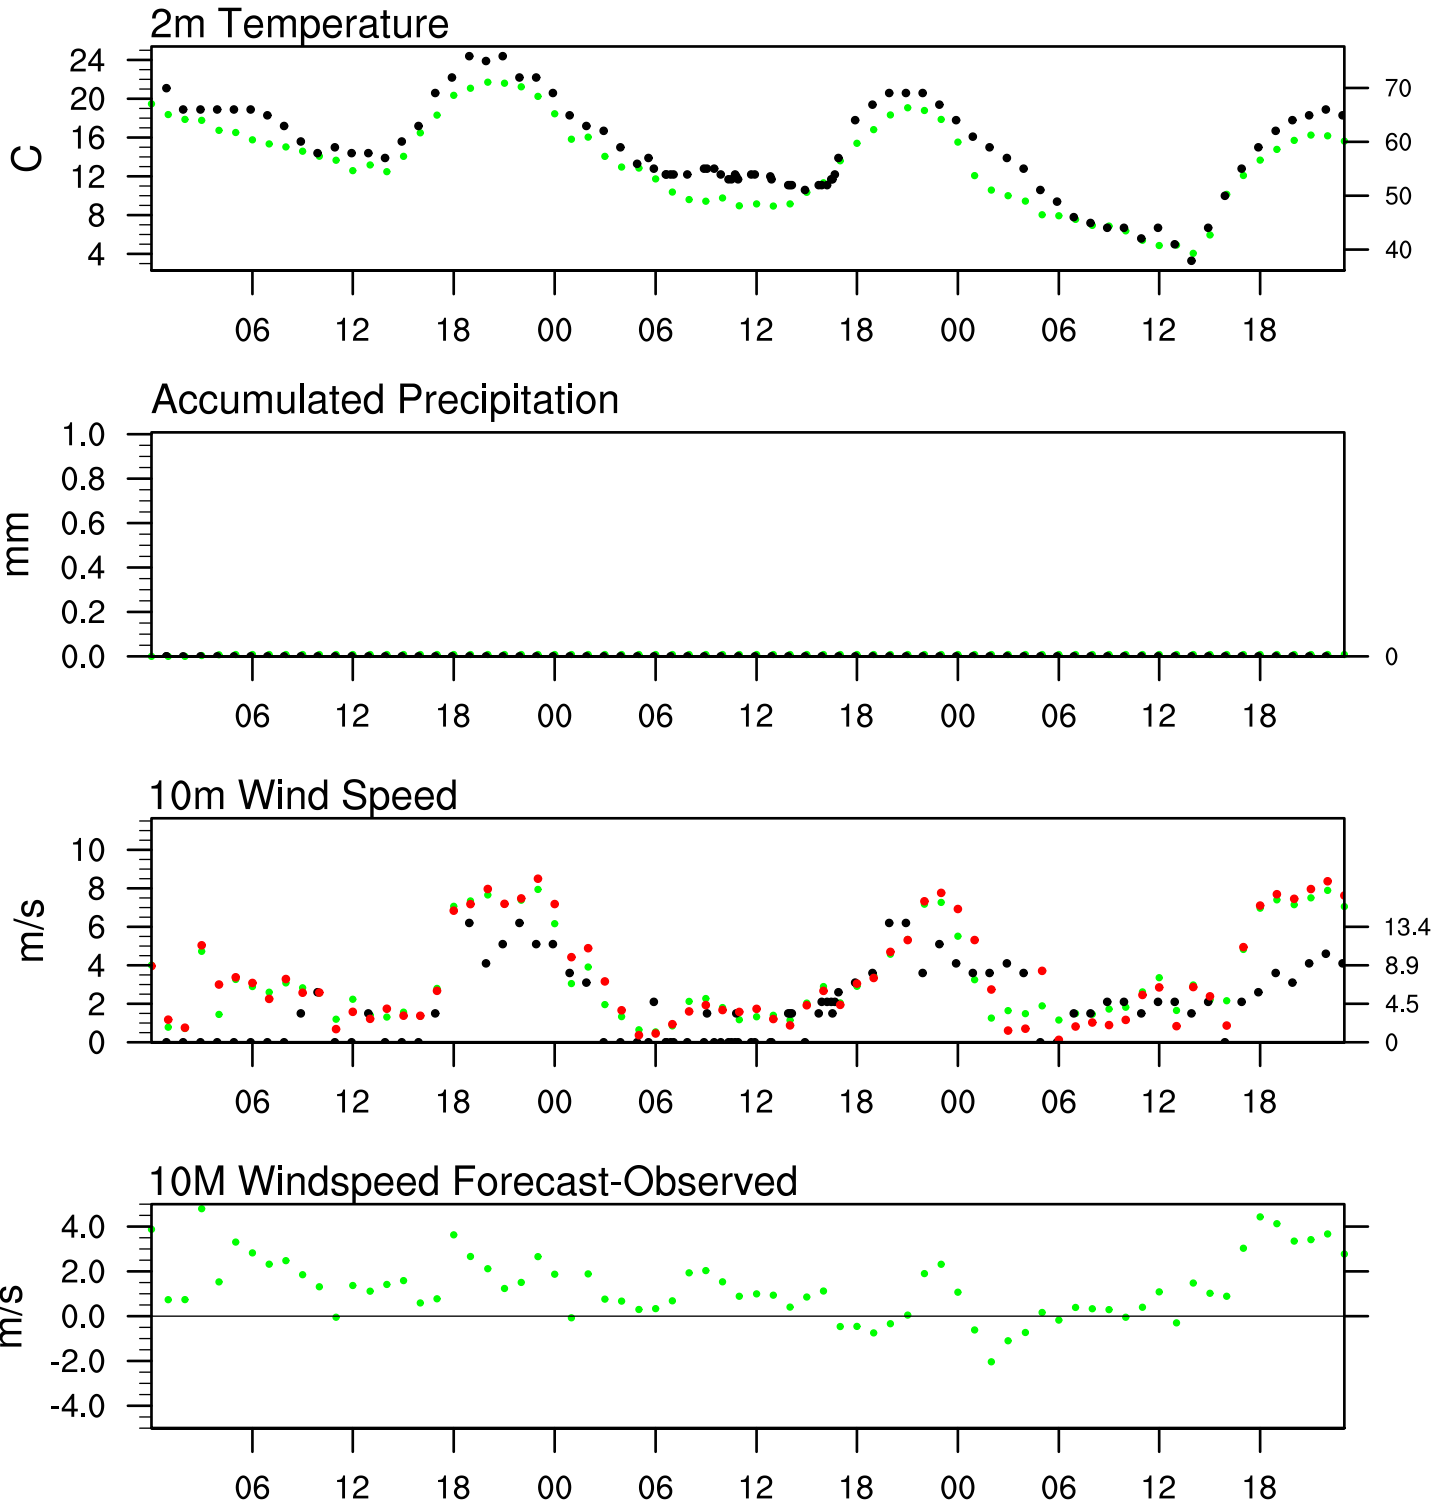 2m Temperature
24
20
16
12
8
4
C
70
60
50
40
06 12 18 00 06 12 18 00 06 12 18
Accumulated Precipitation
1.0
0.8
0.6
0.4
0.2
0.0
mm
0
06 12 18 00 06 12 18 00 06 12 18
10m Wind Speed
10
8
6
4
2
0
m/s
13.4
8.9
4.5
0
06 12 18 00 06 12 18 00 06 12 18
10M Windspeed Forecast-Observed
4.0
2.0
0.0
-2.0
-4.0
m/s
06 12 18 00 06 12 18 00 06 12 18